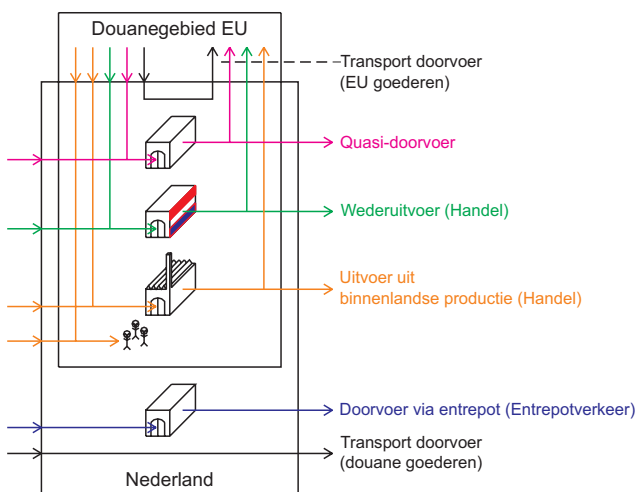 Douanegebied EU
Transport doorvoer
(EU goederen)
Quasi-doorvoer
Wederuitvoer (Handel)
Uitvoer uit
binnenlandse productie (Handel)
Doorvoer via entrepot (Entrepotverkeer)
Transport doorvoer
(douane goederen)
Nederland